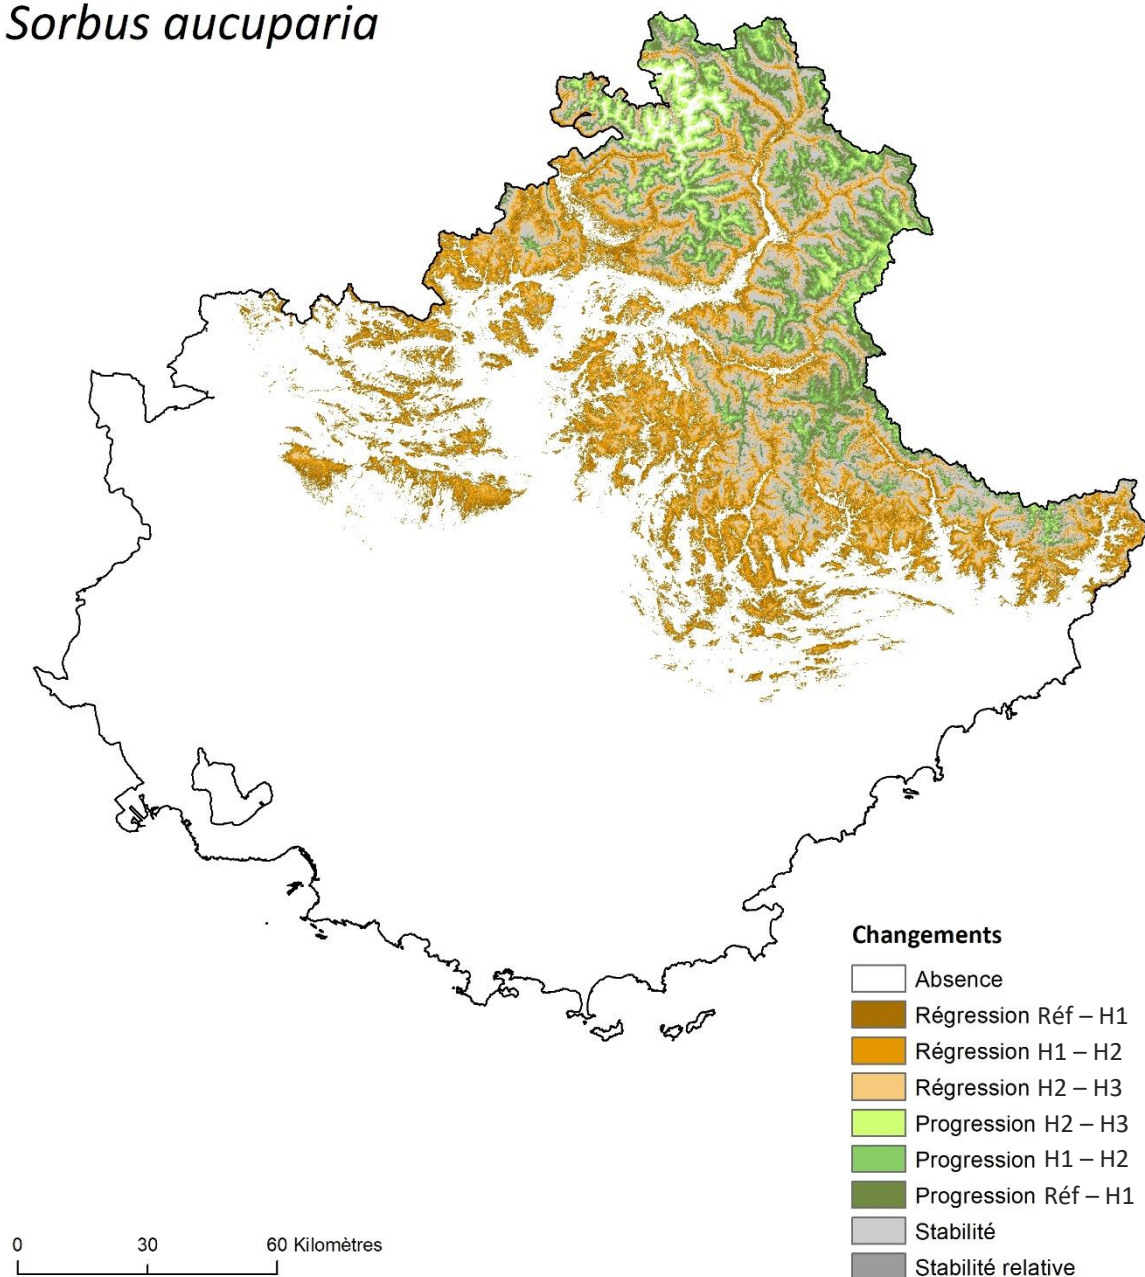 Sorbus aucuparia
Changements
Absence
Régression Réf – H1
Régression H1 – H2
Régression H2 – H3
Progression H2 – H3
Progression H1 – H2
Progression Réf – H1
Stabilité
Stabilité relative
0 30 60 Kilomètres